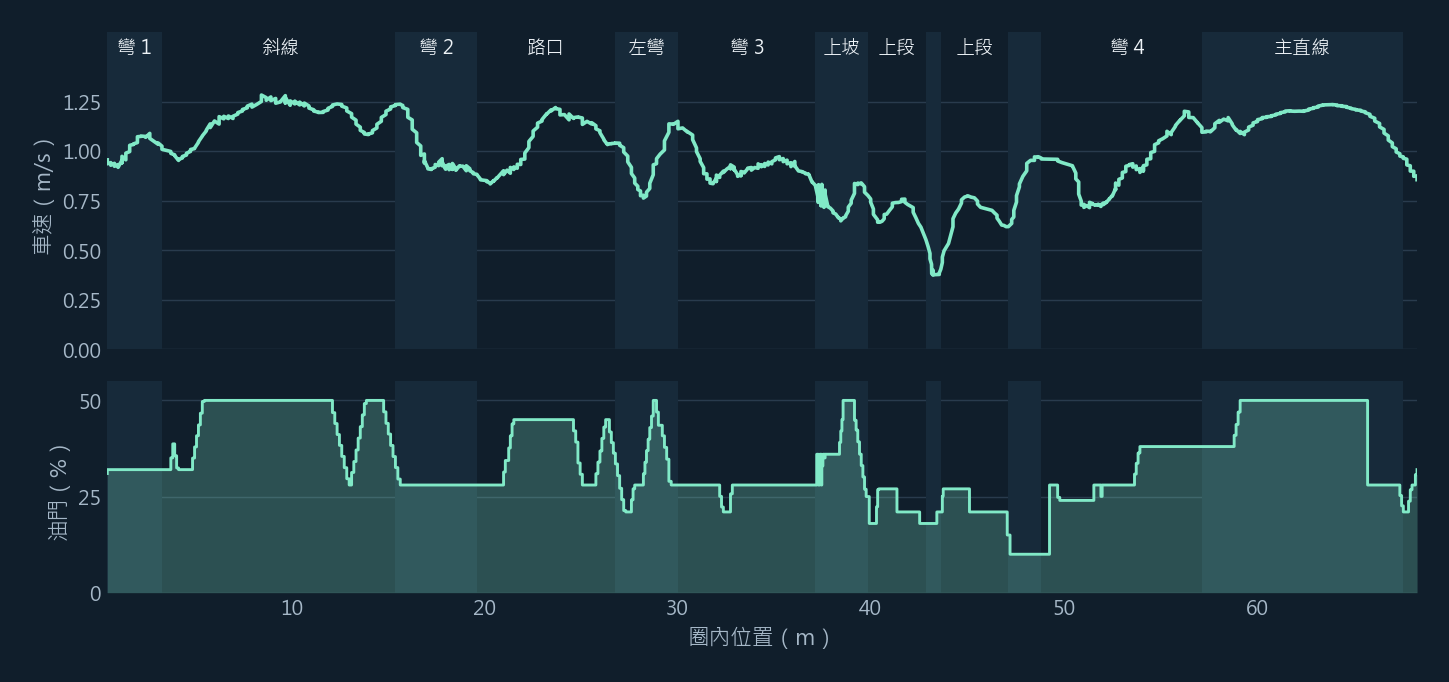 彎 1
斜線
彎 2
路口
左彎
彎 3
上坡
上段
上段
彎 4
主直線
1.25
1.00
0.75
0.50
0.25
0.00
車速 ( m/s )
50
25
0
油門 ( % )
10
20
30
40
50
60
圈內位置 ( m )